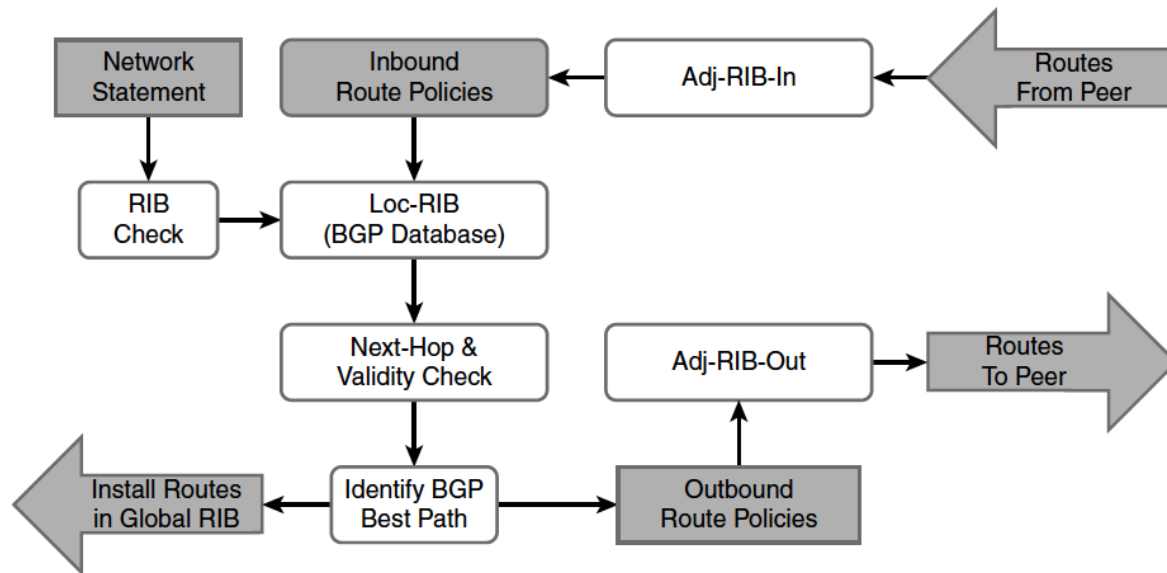 Network
Statement
Inbound
Route Policies
Adj-RIB-In
Routes
From Peer
RIB
Check
Loc-RIB
(BGP Database)
Next-Hop &
Validity Check
Adj-RIB-Out
Routes
To Peer
Install Routes
in Global RIB
Identify BGP
Best Path
Outbound
Route Policies